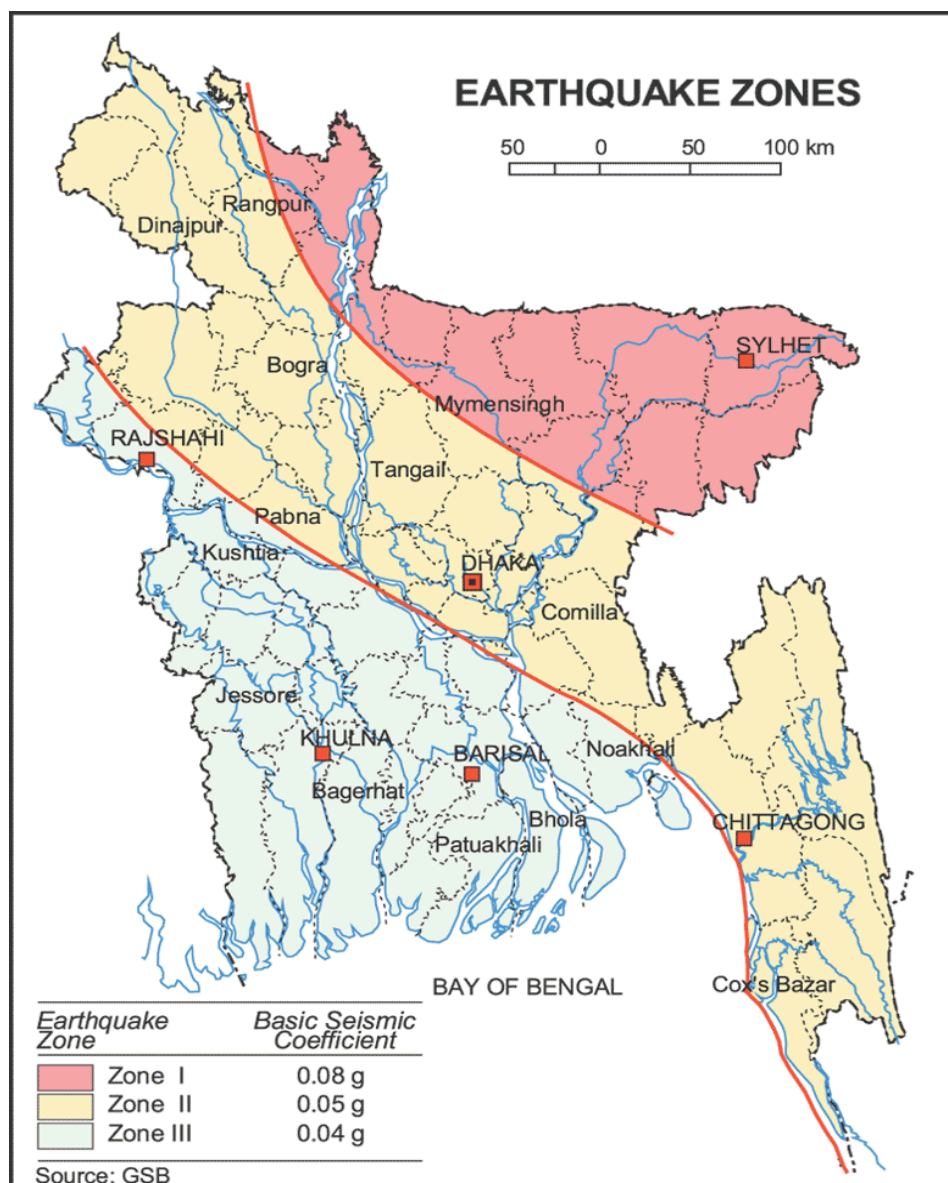 EARTHQUAKE ZONES
50 0 50 100 km
Rangpur
Dinajpur
SYLHET
Bogra
Mymensingh
RAJSHAHI
Tangail
Pabna
Kushtia
DHAKA
Comilla
Jessore
KHULNA
BARISAL
Noakhali
Bagerhat
Bhola
CHITTAGONG
Patuakhali
BAY OF BENGAL
Cox's Bazar
Earthquake Basic Seismic
Zone Coefficient
Zone I 0.08 g
Zone II 0.05 g
Zone III 0.04 g
Source: GSB